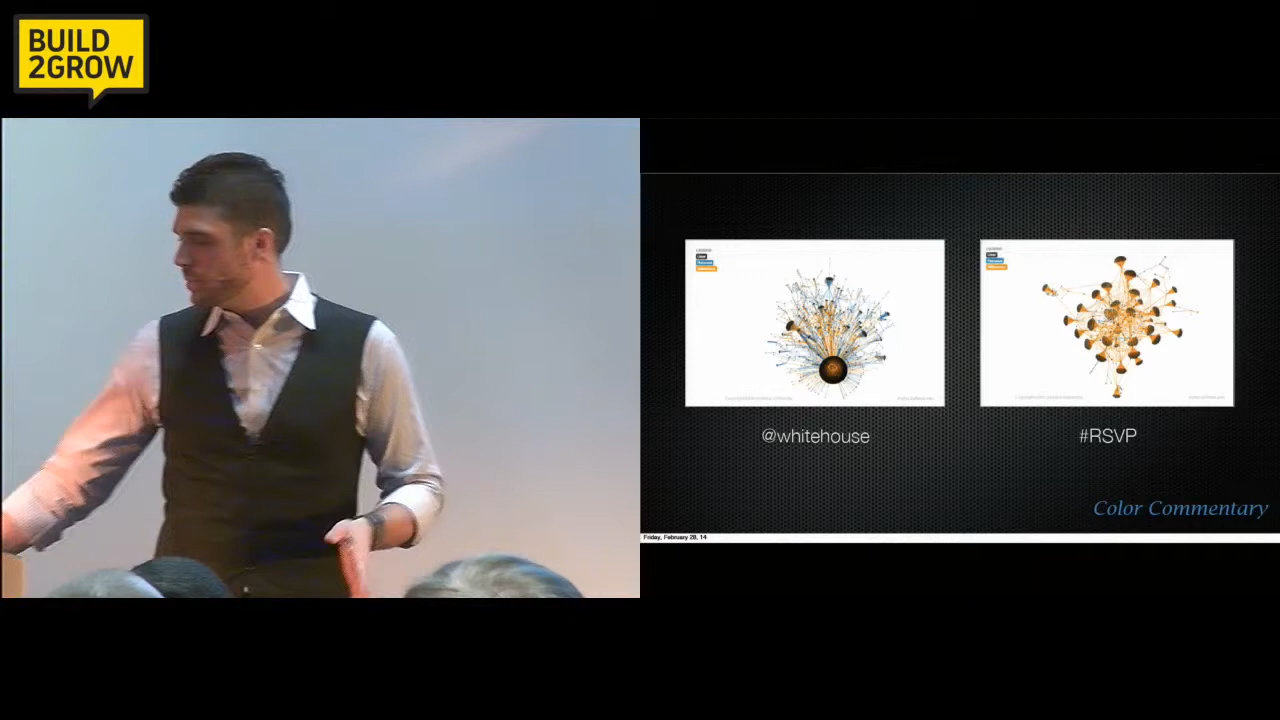 BUILD
2GROW
@whitehouse
#RSVP
Color Commentary
Friday, February 28, 14